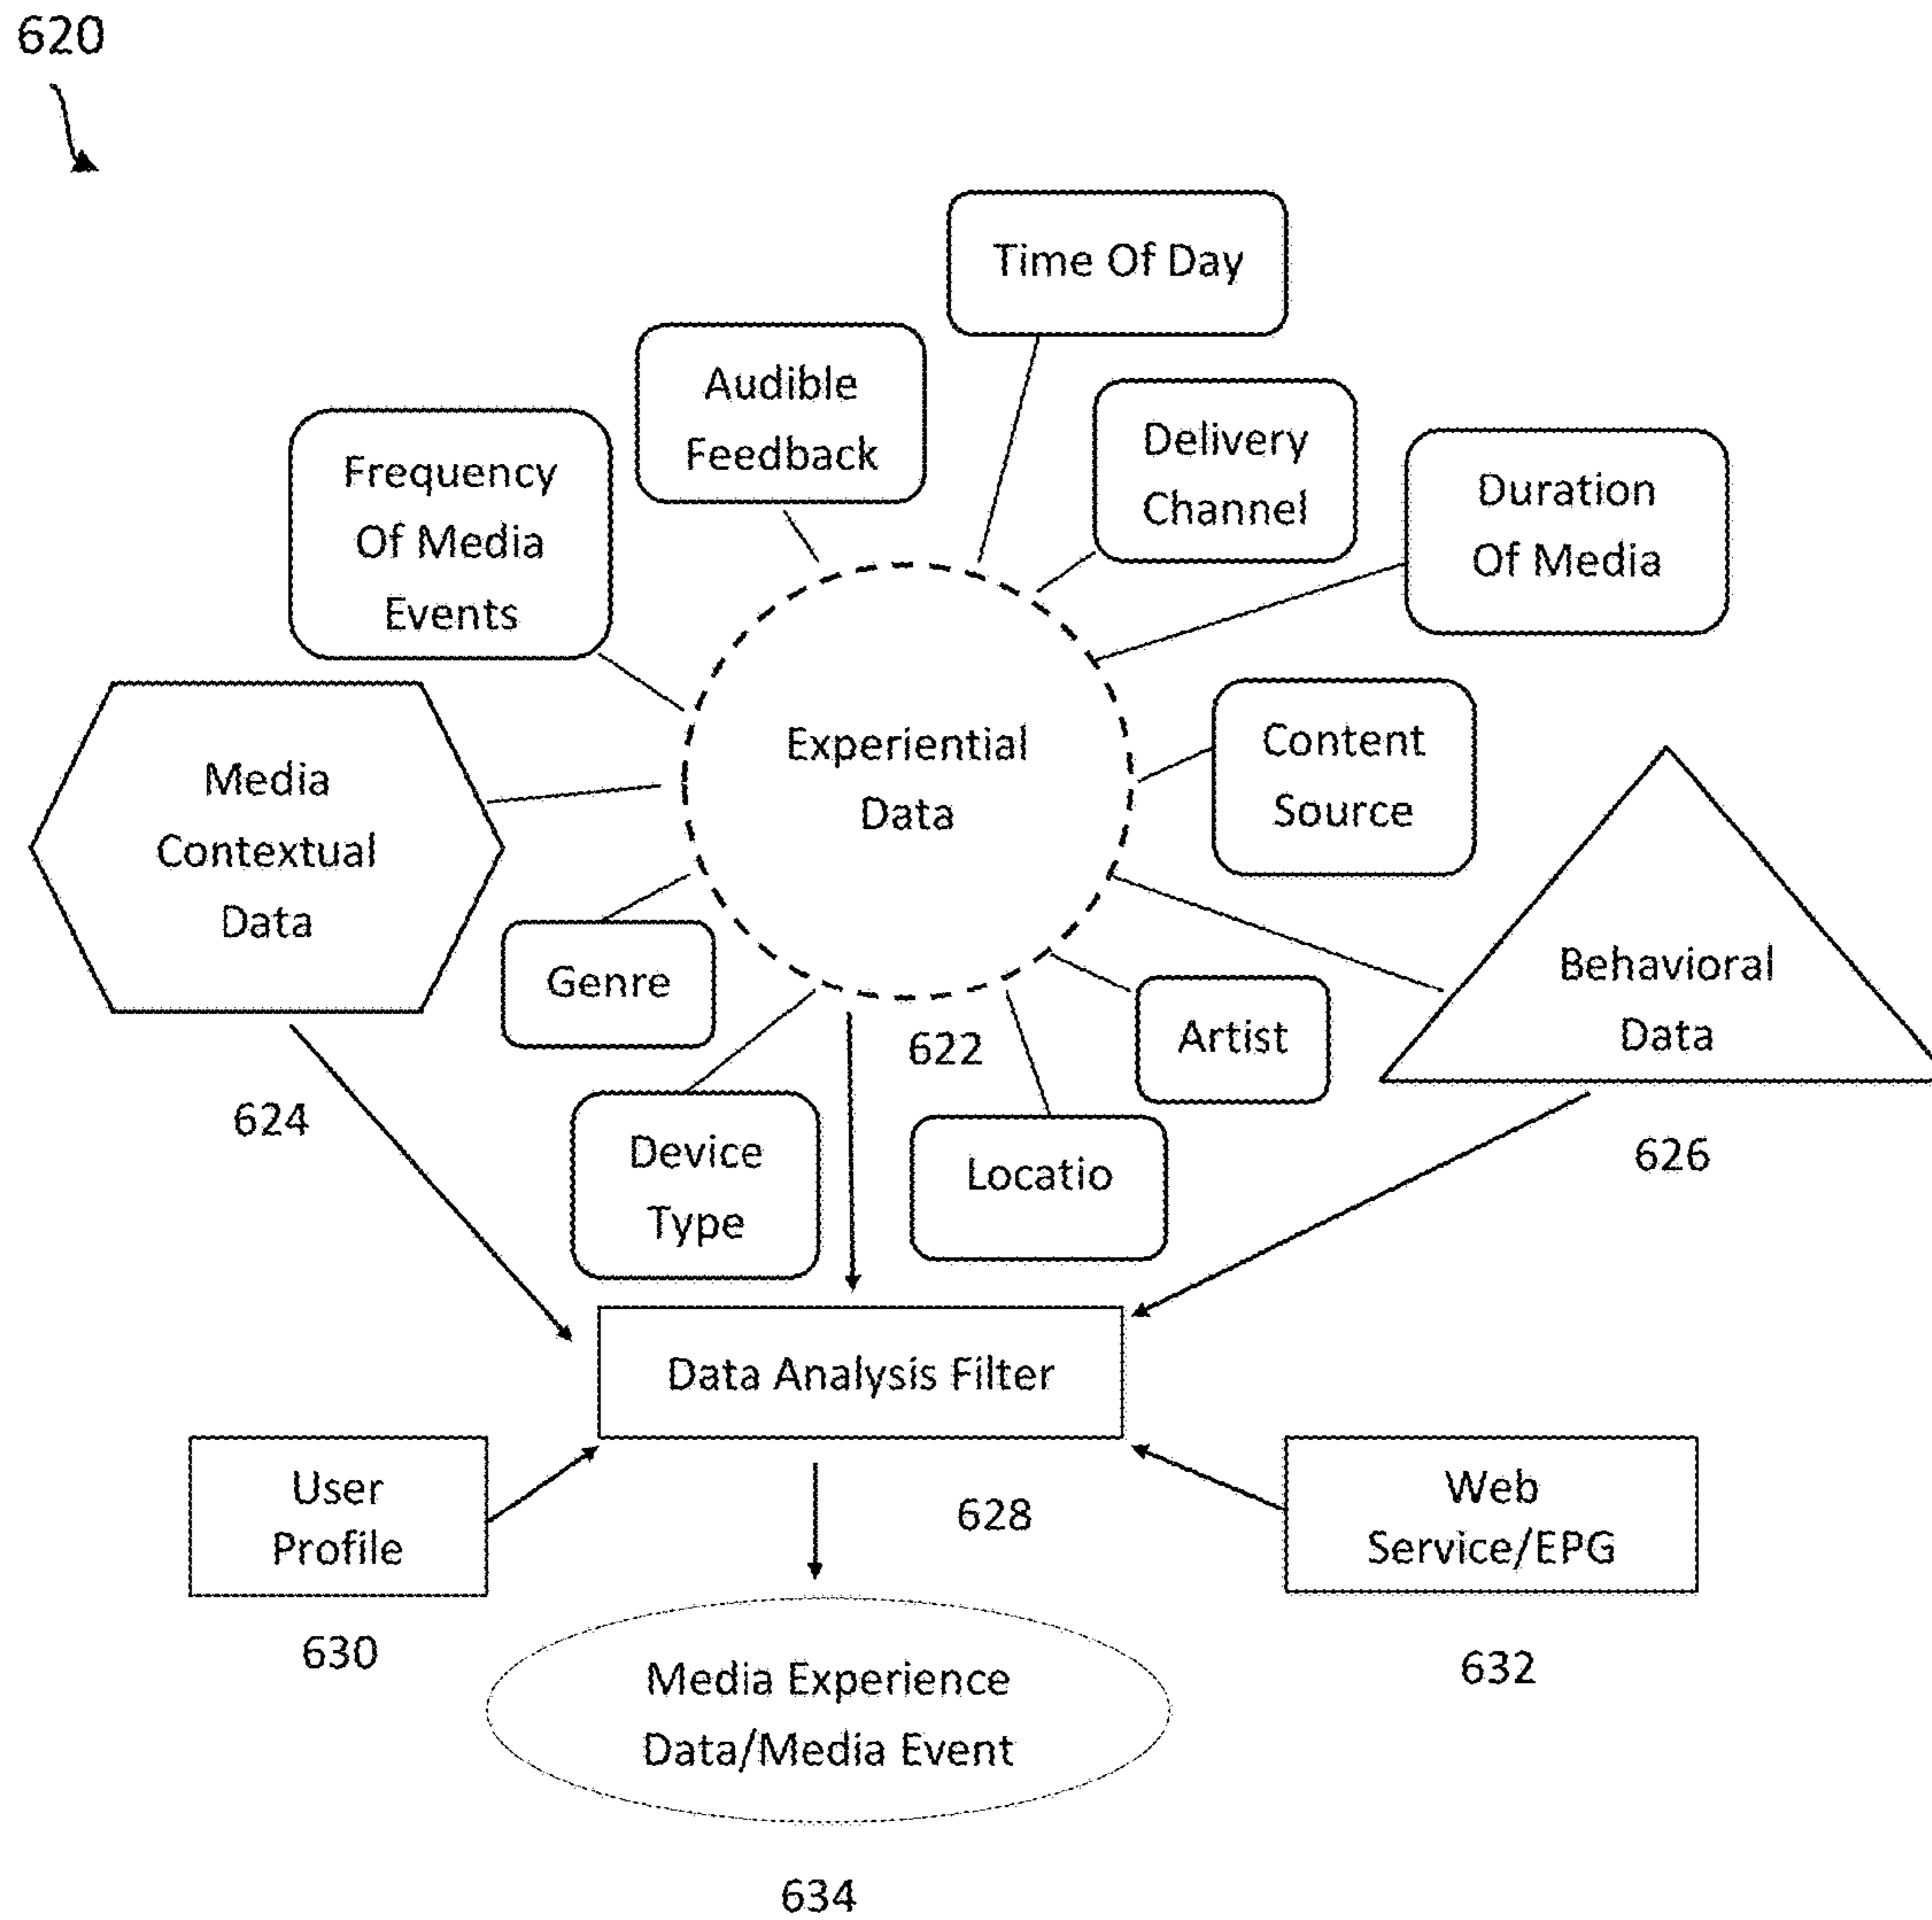 620
Time Of Day
Audible
Feedback
Delivery
Channel
Frequency
Of Media
Events
Duration
Of Media
Experiential
Data
Content
Source
Media
Contextual
Data
Behavioral
Data
Genre
Artist
622
624
Device
Type
Locatio
626
Data Analysis Filter
User
Profile
628
Web
Service/EPG
630
632
Media Experience
Data/Media Event
634